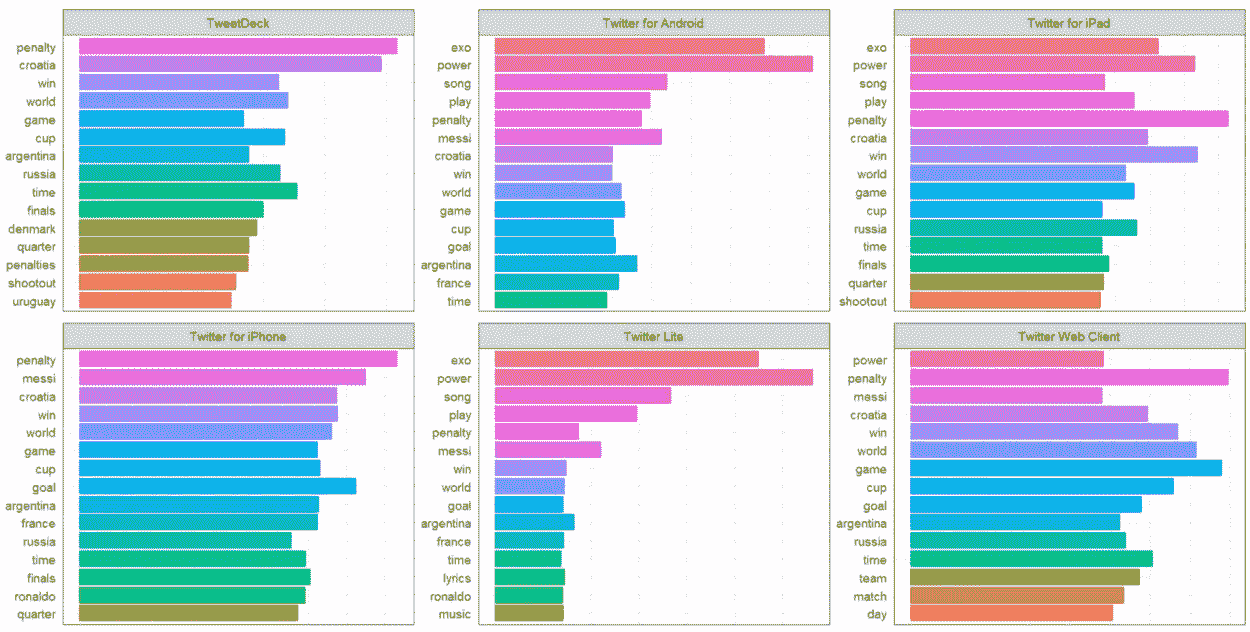 TweetDeck
penalty
croatia
win
world
game
cup
argentina
russia
time
finals
denmark
quarter
penalties
shootout
uruguay
Twitter for Android
exo
power
song
play
penalty
messi
croatia
win
world
game
cup
goal
argentina
france
time
Twitter for iPad
exo
power
song
play
penalty
croatia
win
world
game
cup
russia
time
finals
quarter
shootout
Twitter for iPhone
penalty
messi
croatia
win
world
game
cup
goal
argentina
france
russia
time
finals
ronaldo
quarter
Twitter Lite
exo
power
song
play
penalty
messi
win
world
goal
argentina
france
time
lyrics
ronaldo
music
Twitter Web Client
power
penalty
messi
croatia
win
world
game
cup
goal
argentina
russia
time
team
match
day